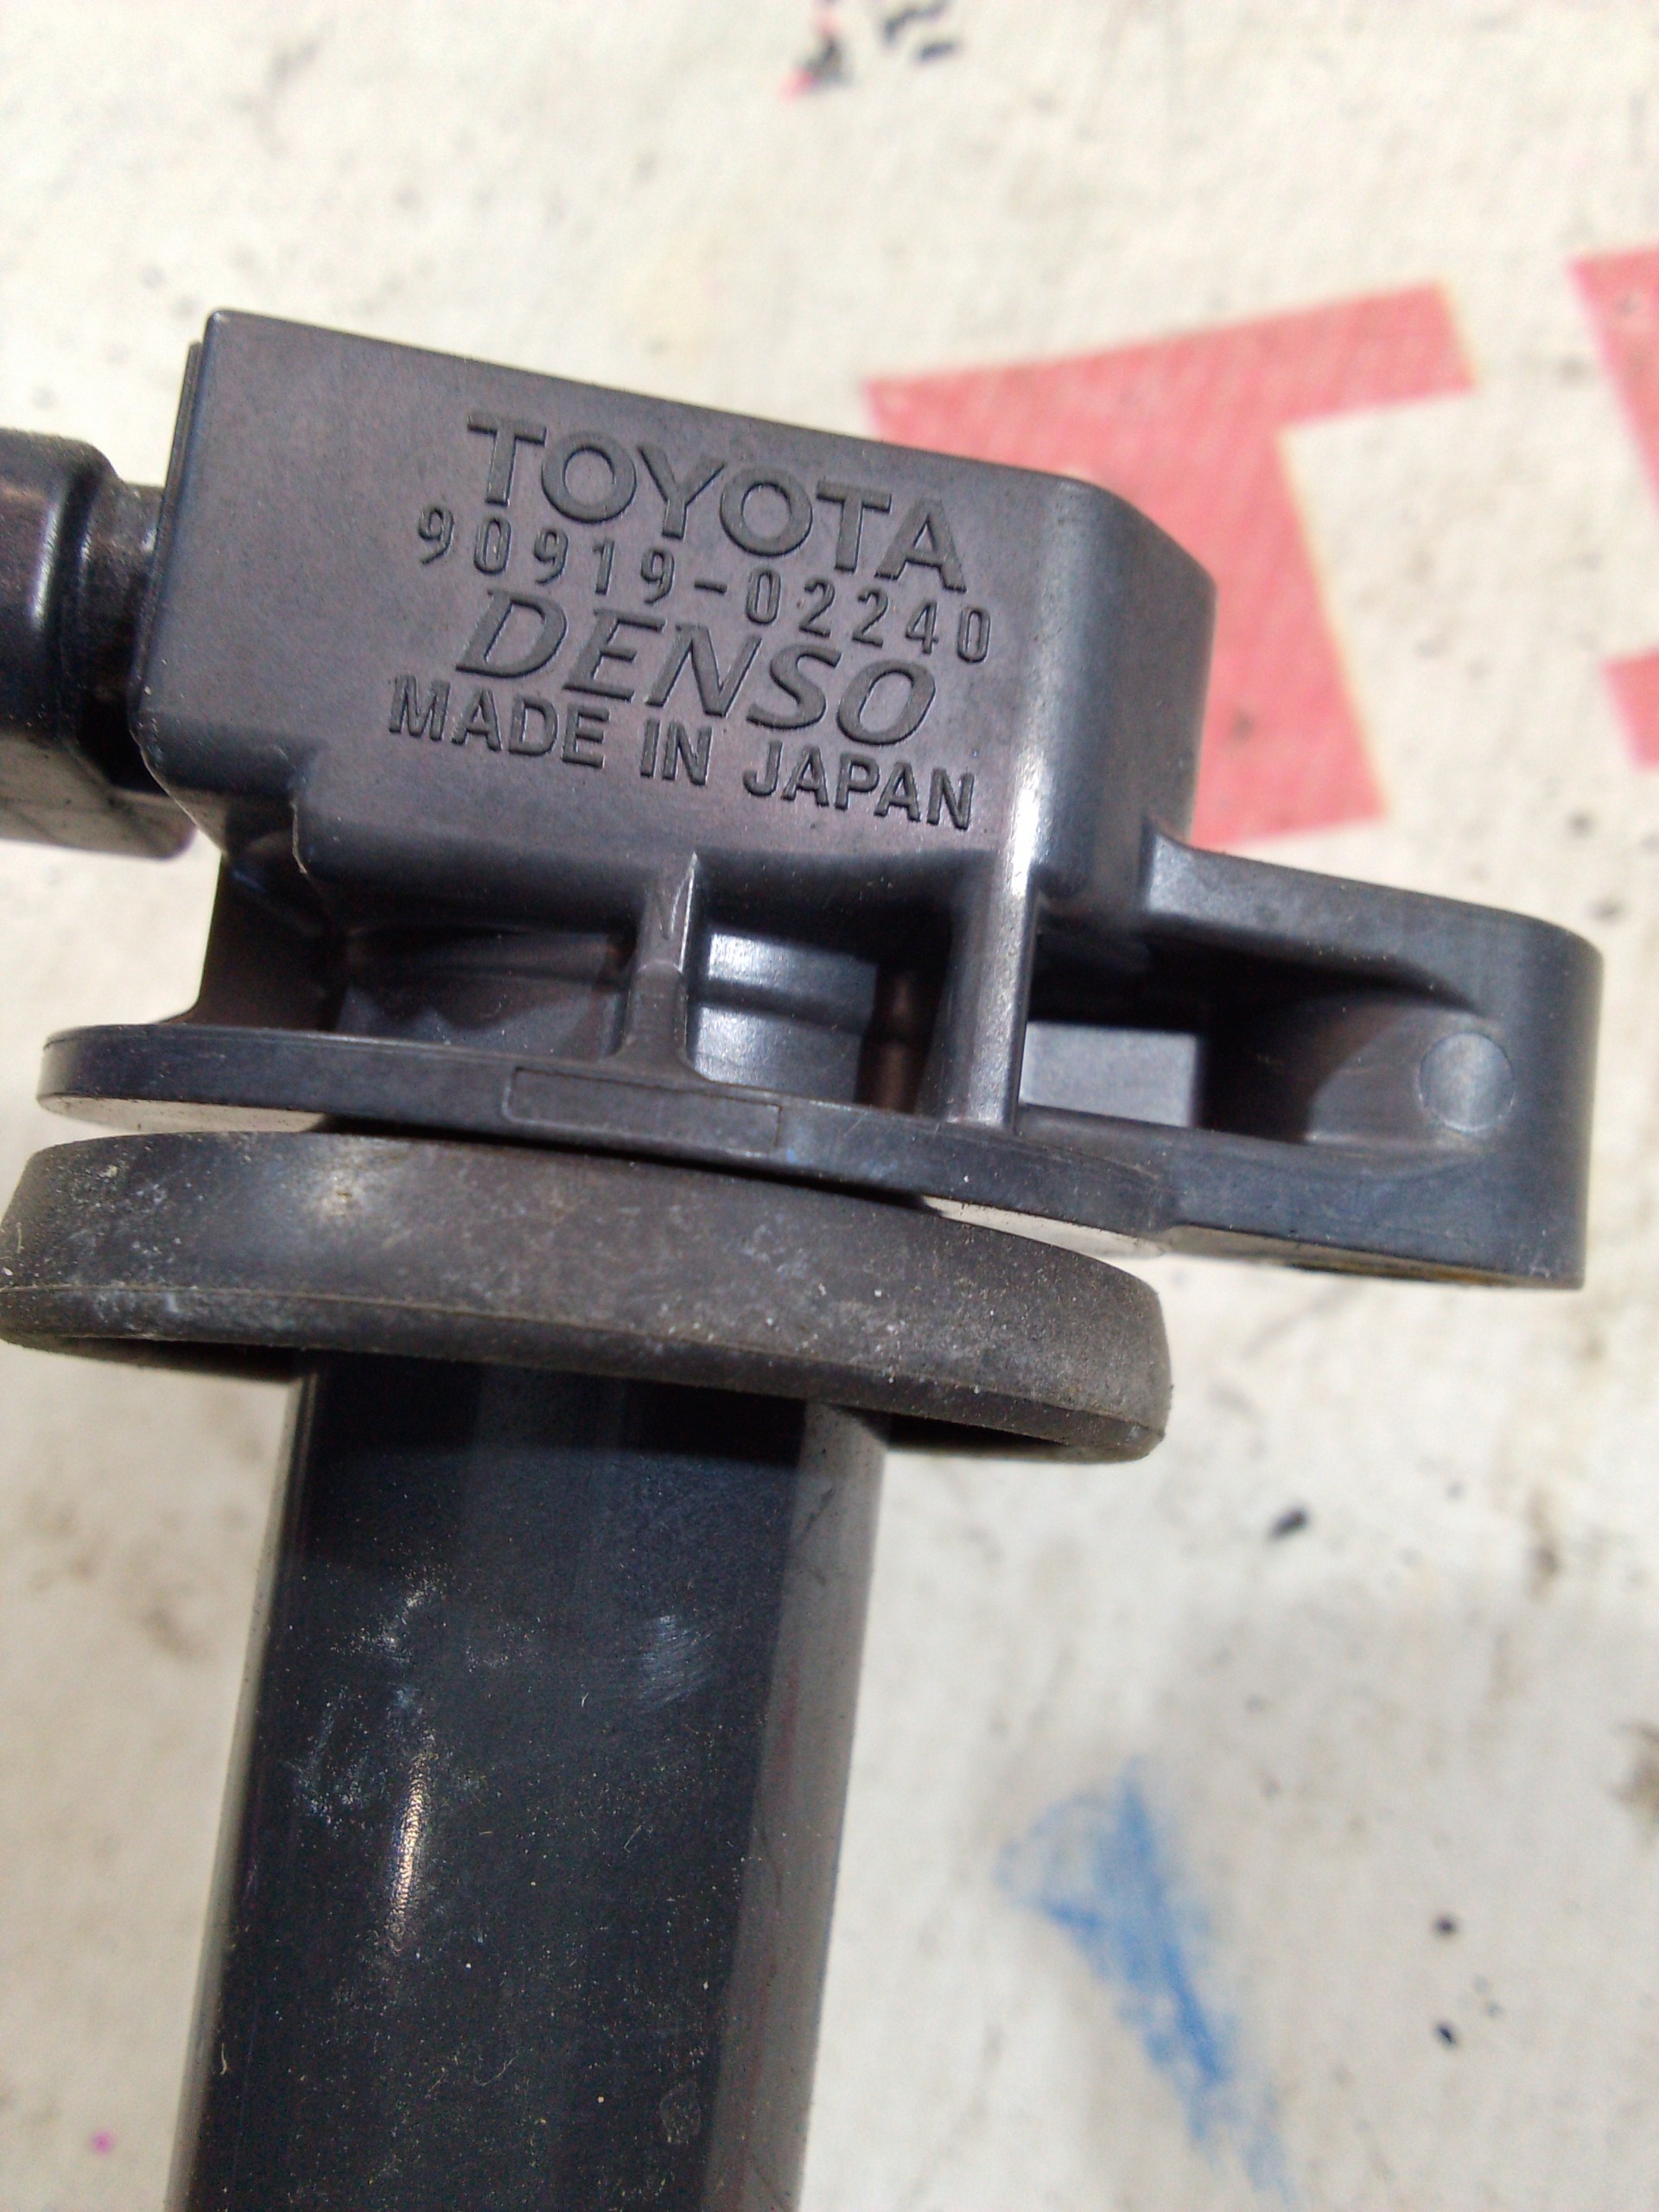 TOYOTA
90919-02240
DENSO
MADE IN JAPAN